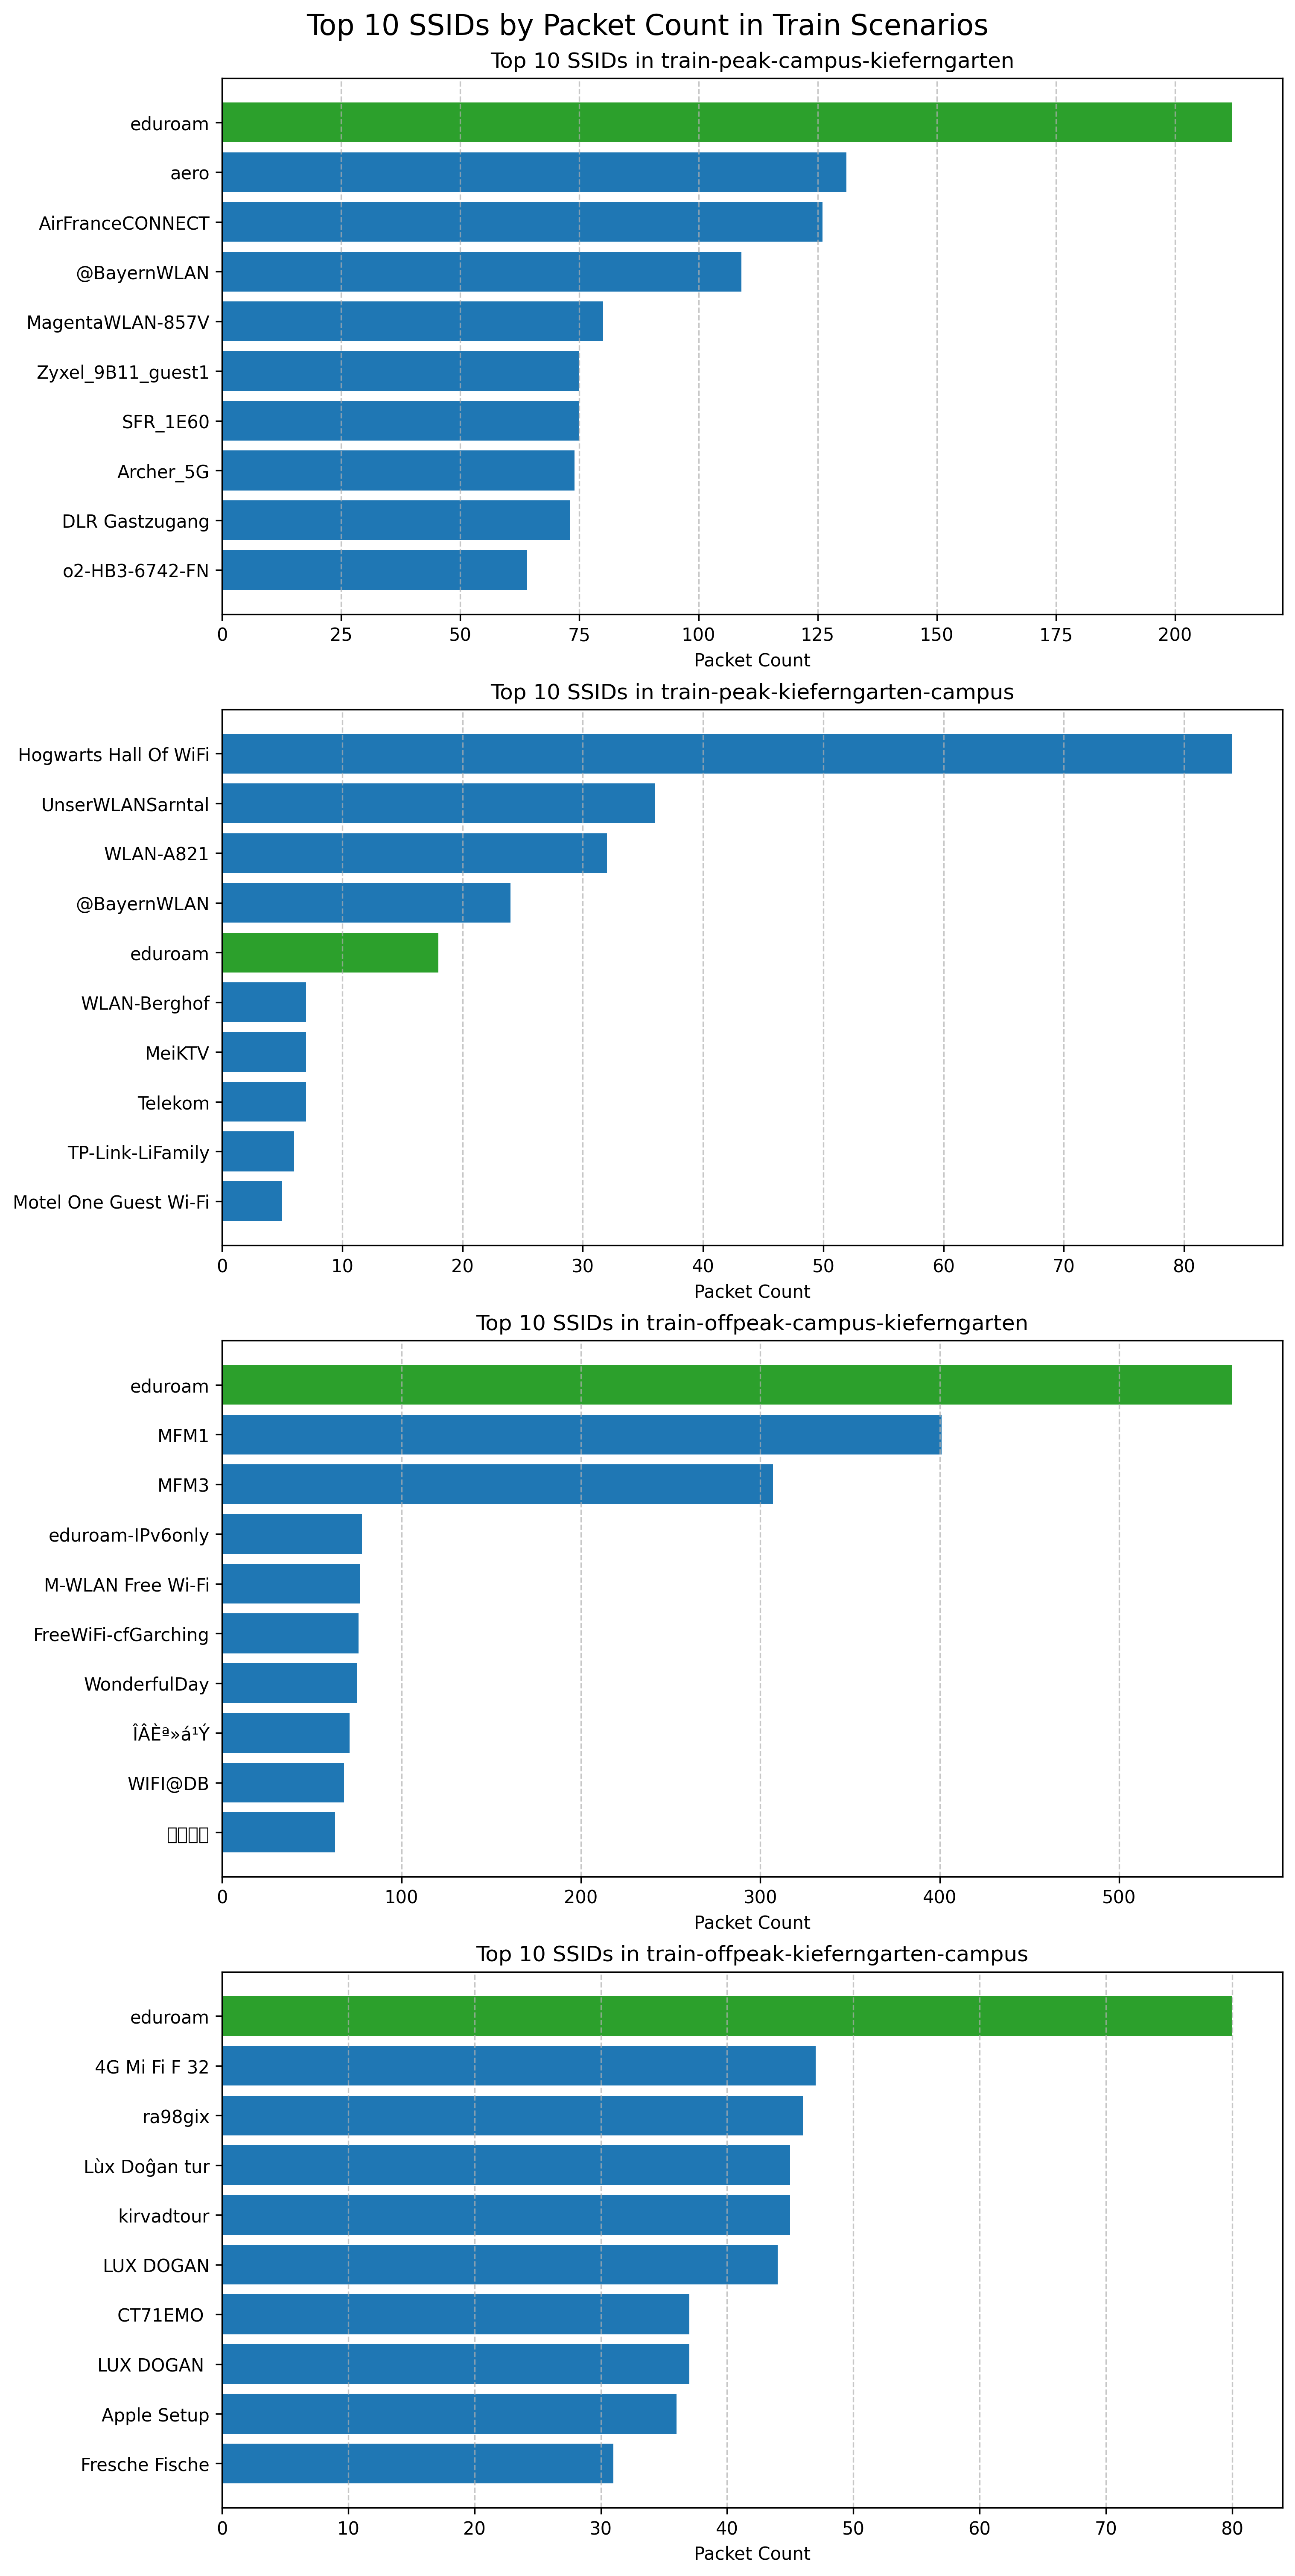 Top 10 SSIDs by Packet Count in Train Scenarios
Top 10 SSIDs in train-peak-campus-kieferngarten
eduroam
aero
AirFranceCONNECT
@BayernWLAN
MagentaWLAN-857V
Zyxel_9B11_guest1
SFR_1E60
Archer_5G
DLR Gastzugang
o2-HB3-6742-FN
0 25 50 75 100 125 150 175 200
Packet Count
Top 10 SSIDs in train-peak-kieferngarten-campus
Hogwarts Hall Of WiFi
UnserWLANSarntal
WLAN-A821
@BayernWLAN
eduroam
WLAN-Berghof
MeiKTV
Telekom
TP-Link-LiFamily
Motel One Guest Wi-Fi
0 10 20 30 40 50 60 70 80
Packet Count
Top 10 SSIDs in train-offpeak-campus-kieferngarten
eduroam
MFM1
MFM3
eduroam-IPv6only
M-WLAN Free Wi-Fi
FreeWiFi-cfGarching
WonderfulDay
ÎÂÈª»á¹Ý
WIFI@DB
0 100 200 300 400 500
Packet Count
Top 10 SSIDs in train-offpeak-kieferngarten-campus
eduroam
4G Mi Fi F 32
ra98gix
Lùx Doĝan tur
kirvadtour
LUX DOGAN
CT71EMO
LUX DOGAN
Apple Setup
Fresche Fische
0 10 20 30 40 50 60 70 80
Packet Count